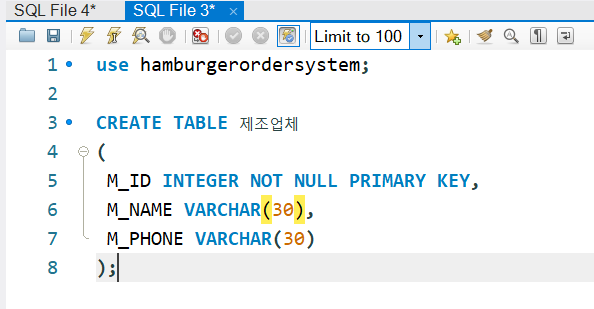 SQL File 4* SQL File 3* ×
Limit to 100
1 use hamburgerordersystem;
2
3 CREATE TABLE 제조업체
4 (
5 M_ID INTEGER NOT NULL PRIMARY KEY,
6 M_NAME VARCHAR(30),
7 M_PHONE VARCHAR(30)
8 );